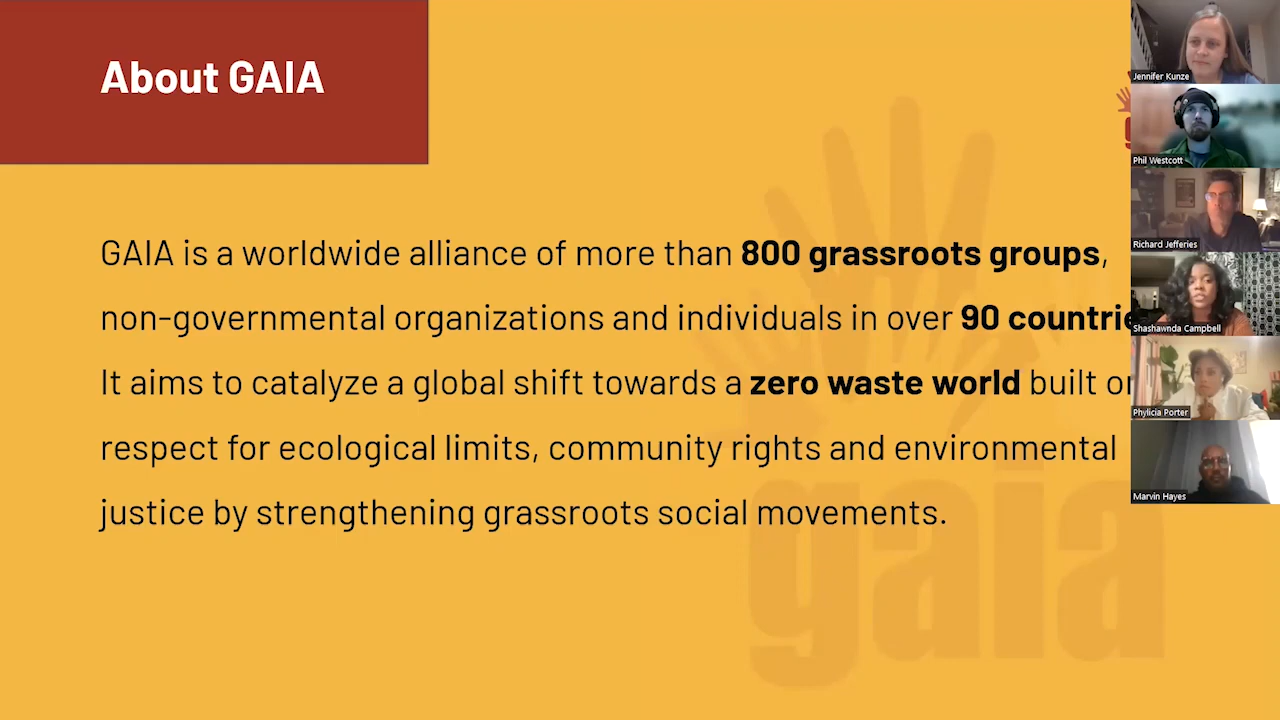 About GAIA
GAIA is a worldwide alliance of more than 800 grassroots groups,
non-governmental organizations and individuals in over 90 countrie
It aims to catalyze a global shift towards a zero waste world built on
respect for ecological limits, community rights and environmental
justice by strengthening grassroots social movements.
gaia
Jennifer Kunze
Phil Westcott
Richard Jefferies
Shashawnda Campbell
Phylicia Porter
Marvin Hayes